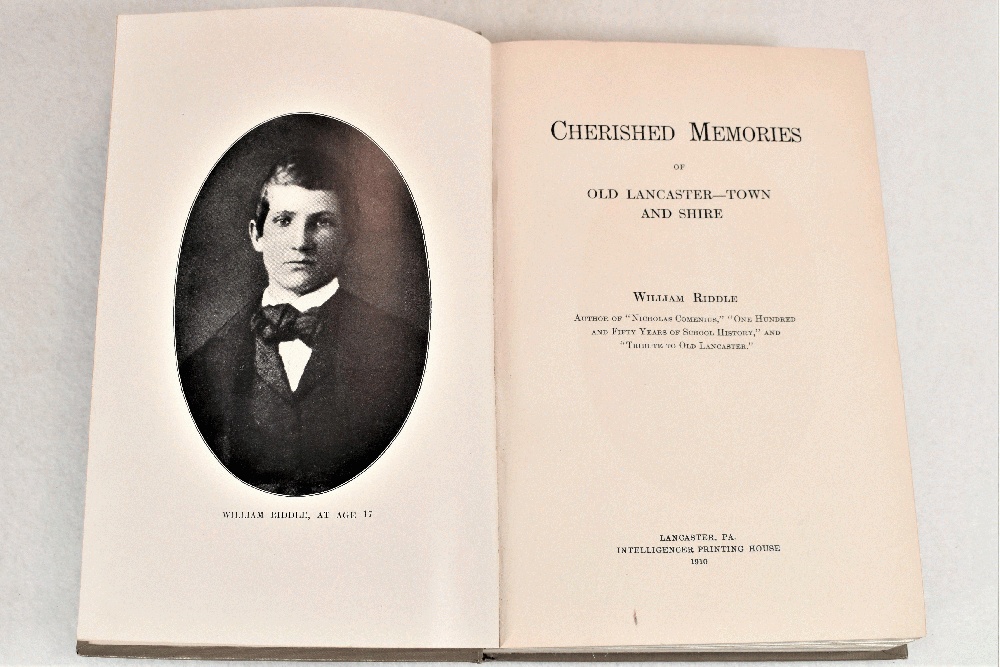 WILLIAM RIDDLE, AT AGE 17
CHERISHED MEMORIES
OF
OLD LANCASTER—TOWN
AND SHIRE
WILLIAM RIDDLE
AUTHOR OF "NICHOLAS COMENIUS," "ONE HUNDRED
AND FIFTY YEARS OF SCHOOL HISTORY," AND
"TRIBUTE TO OLD LANCASTER."
LANCASTER, PA.
INTELLIGENCER PRINTING HOUSE
1910